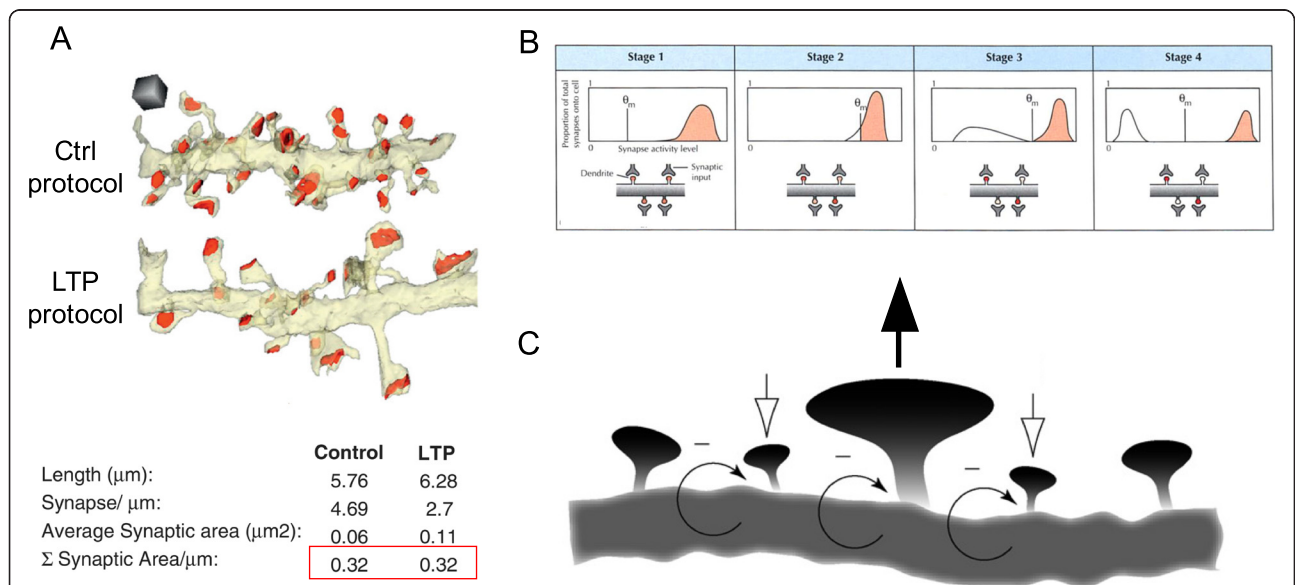 A
Ctrl
protocol
LTP
protocol
Control LTP
Length (μm): 5.76 6.28
Synapse/ μm: 4.69 2.7
Average Synaptic area (μm2): 0.06 0.11
Σ Synaptic Area/μm: 0.32 0.32
B
Stage 1 Stage 2 Stage 3 Stage 4
Proportion of total
synapses onto cell
1 1 1 1
θm θm θm θm
0 Synapse activity level 0 0 0
Dendrite Synaptic
input
C
– – –